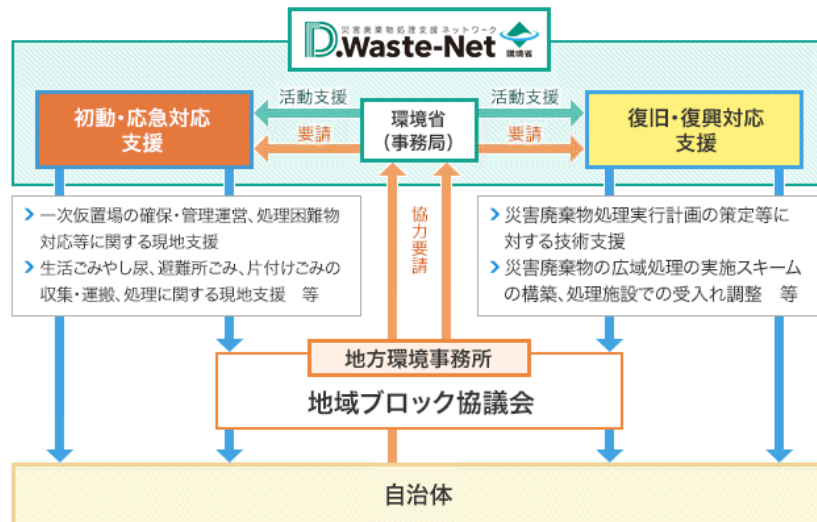 災害廃棄物処理支援ネットワーク
D.Waste-Net
環境省
初動・応急対応
支援
活動支援
要請
環境省
(事務局)
活動支援
要請
復旧・復興対応
支援
一次仮置場の確保・管理運営、処理困難物
対応等に関する現地支援
生活ごみやし尿、避難所ごみ、片付けごみの
収集・運搬、処理に関する現地支援 等
協力要請
災害廃棄物処理実行計画の策定等に
対する技術支援
災害廃棄物の広域処理の実施スキーム
の構築、処理施設での受入れ調整 等
地方環境事務所
地域ブロック協議会
自治体